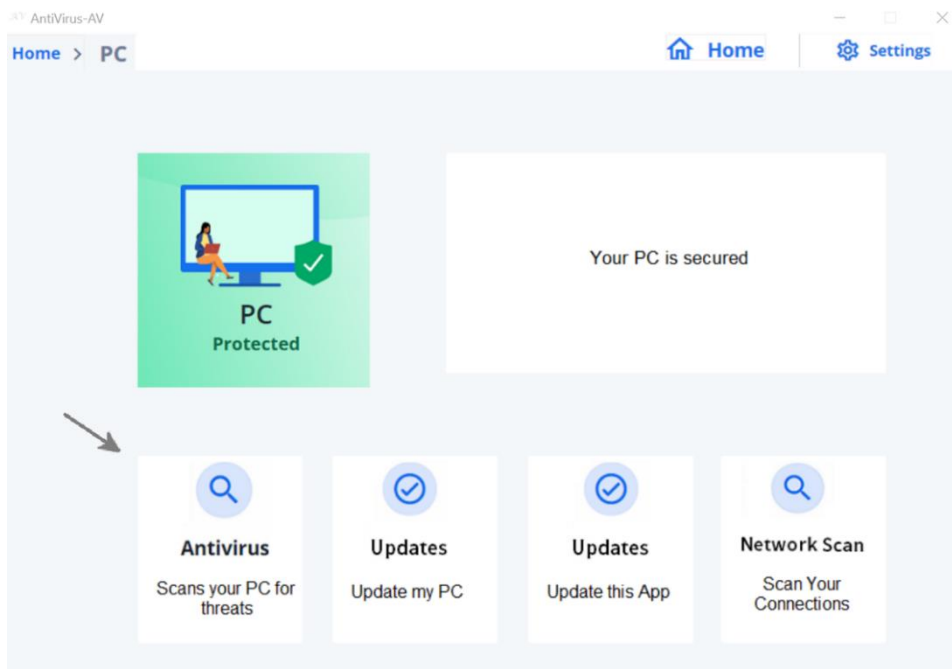 AV AntiVirus-AV
Home > PC
Home
Settings
PC
Protected
Your PC is secured
Antivirus
Scans your PC for
threats
Updates
Update my PC
Updates
Update this App
Network Scan
Scan Your
Connections